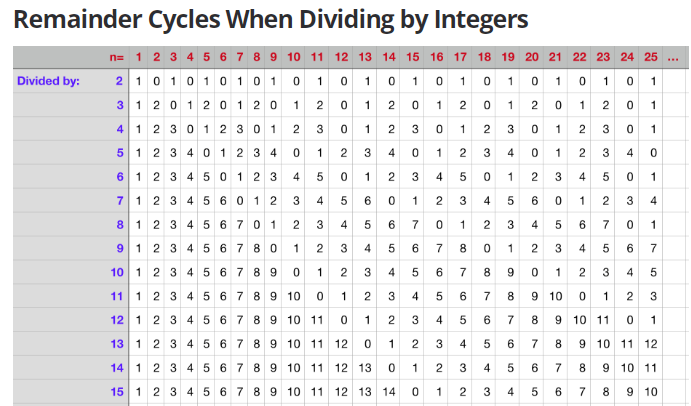 Remainder Cycles When Dividing by Integers
n= 1 2 3 4 5 6 7 8 9 10 11 12 13 14 15 16 17 18 19 20 21 22 23 24 25 ...
Divided by: 2 1 0 1 0 1 0 1 0 1 0 1 0 1 0 1 0 1 0 1 0 1 0 1 0 1
3 1 2 0 1 2 0 1 2 0 1 2 0 1 2 0 1 2 0 1 2 0 1 2 0 1
4 1 2 3 0 1 2 3 0 1 2 3 0 1 2 3 0 1 2 3 0 1 2 3 0 1
5 1 2 3 4 0 1 2 3 4 0 1 2 3 4 0 1 2 3 4 0 1 2 3 4 0
6 1 2 3 4 5 0 1 2 3 4 5 0 1 2 3 4 5 0 1 2 3 4 5 0 1
7 1 2 3 4 5 6 0 1 2 3 4 5 6 0 1 2 3 4 5 6 0 1 2 3 4
8 1 2 3 4 5 6 7 0 1 2 3 4 5 6 7 0 1 2 3 4 5 6 7 0 1
9 1 2 3 4 5 6 7 8 0 1 2 3 4 5 6 7 8 0 1 2 3 4 5 6 7
10 1 2 3 4 5 6 7 8 9 0 1 2 3 4 5 6 7 8 9 0 1 2 3 4 5
11 1 2 3 4 5 6 7 8 9 10 0 1 2 3 4 5 6 7 8 9 10 0 1 2 3
12 1 2 3 4 5 6 7 8 9 10 11 0 1 2 3 4 5 6 7 8 9 10 11 0 1
13 1 2 3 4 5 6 7 8 9 10 11 12 0 1 2 3 4 5 6 7 8 9 10 11 12
14 1 2 3 4 5 6 7 8 9 10 11 12 13 0 1 2 3 4 5 6 7 8 9 10 11
15 1 2 3 4 5 6 7 8 9 10 11 12 13 14 0 1 2 3 4 5 6 7 8 9 10